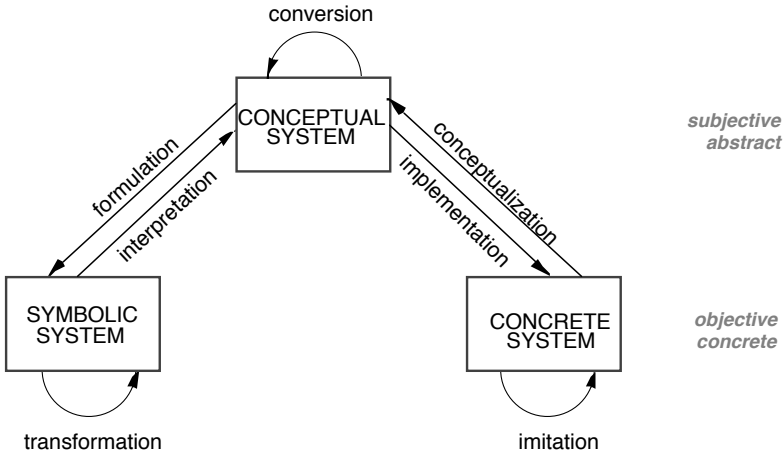 conversion
CONCEPTUAL
SYSTEM
subjective
abstract
formulation
interpretation
implementation
conceptualization
SYMBOLIC
SYSTEM
CONCRETE
SYSTEM
objective
concrete
transformation
imitation